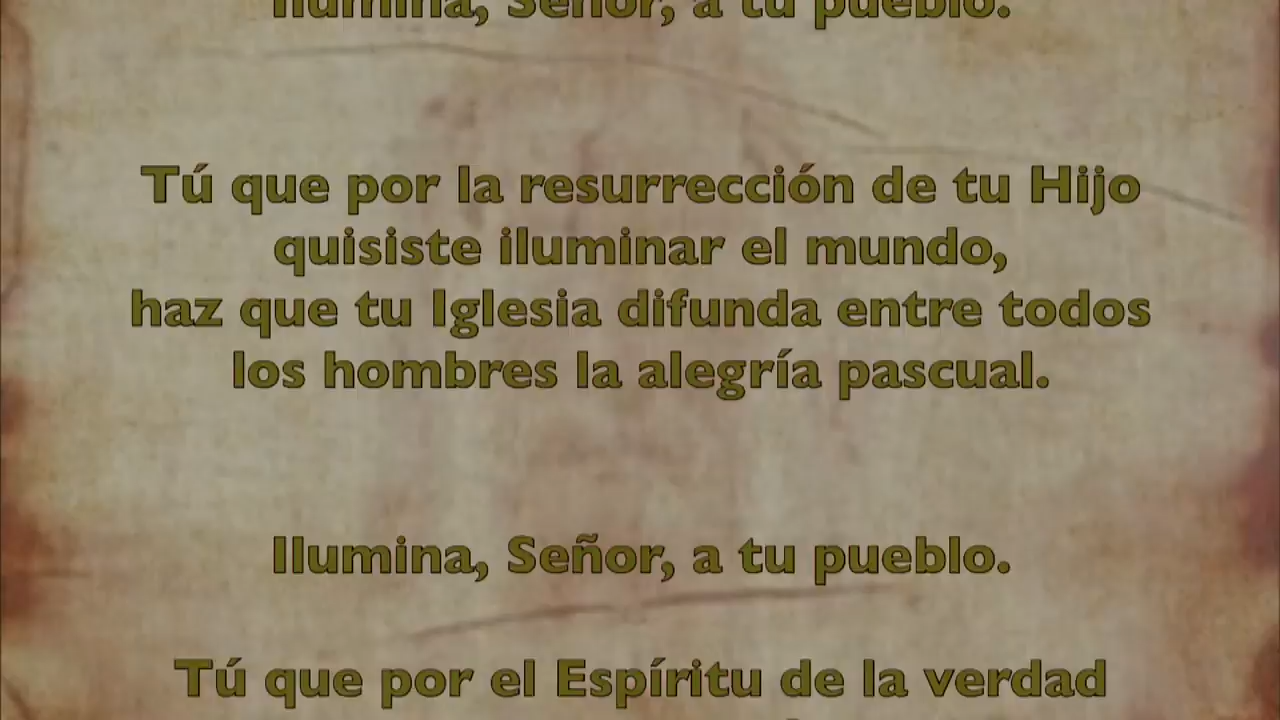 Ilumina, Señor, a tu pueblo.
Tú que por la resurrección de tu Hijo
quisiste iluminar el mundo,
haz que tu Iglesia difunda entre todos
los hombres la alegría pascual.
Ilumina, Señor, a tu pueblo.
Tú que por el Espíritu de la verdad